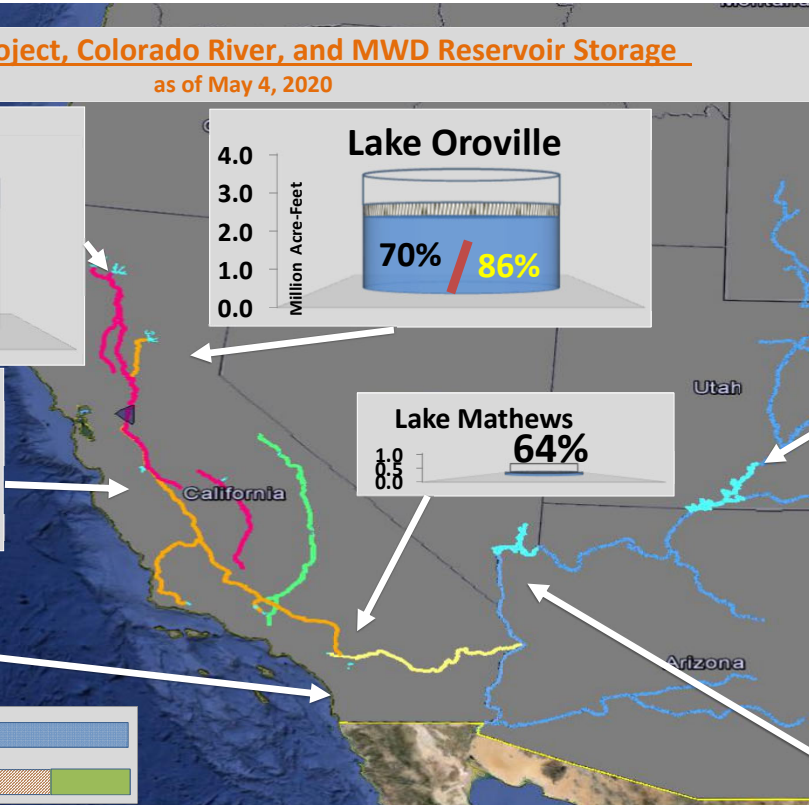 oject, Colorado River, and MWD Reservoir Storage
as of May 4, 2020
Lake Oroville
4.0
3.0
2.0
1.0
0.0
Million Acre-Feet
70%
86%
Utah
Lake Mathews
64%
1.0
0.5
0.0
California
Arizona